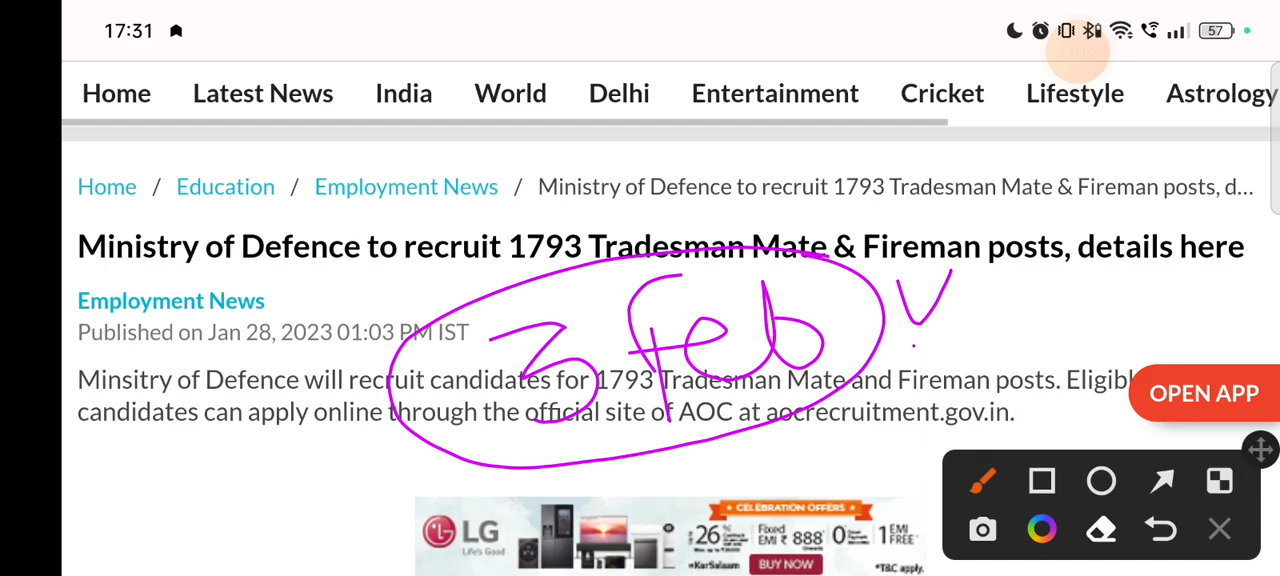 17:31
57
Home Latest News India World Delhi Entertainment Cricket Lifestyle Astrology
Home / Education / Employment News / Ministry of Defence to recruit 1793 Tradesman Mate & Fireman posts, d...
Ministry of Defence to recruit 1793 Tradesman Mate & Fireman posts, details here
Employment News
Published on Jan 28, 2023 01:03 PM IST
3 Feb
Minsitry of Defence will recruit candidates for 1793 Tradesman Mate and Fireman posts. Eligibl
candidates can apply online through the official site of AOC at aocrecruitment.gov.in.
OPEN APP
CELEBRATION OFFERS
LG
Life's Good
26%
Fixed
EMI ₹ 888
0
1 EMI
FREE*
#KarSalaam
BUY NOW
*T&C apply.